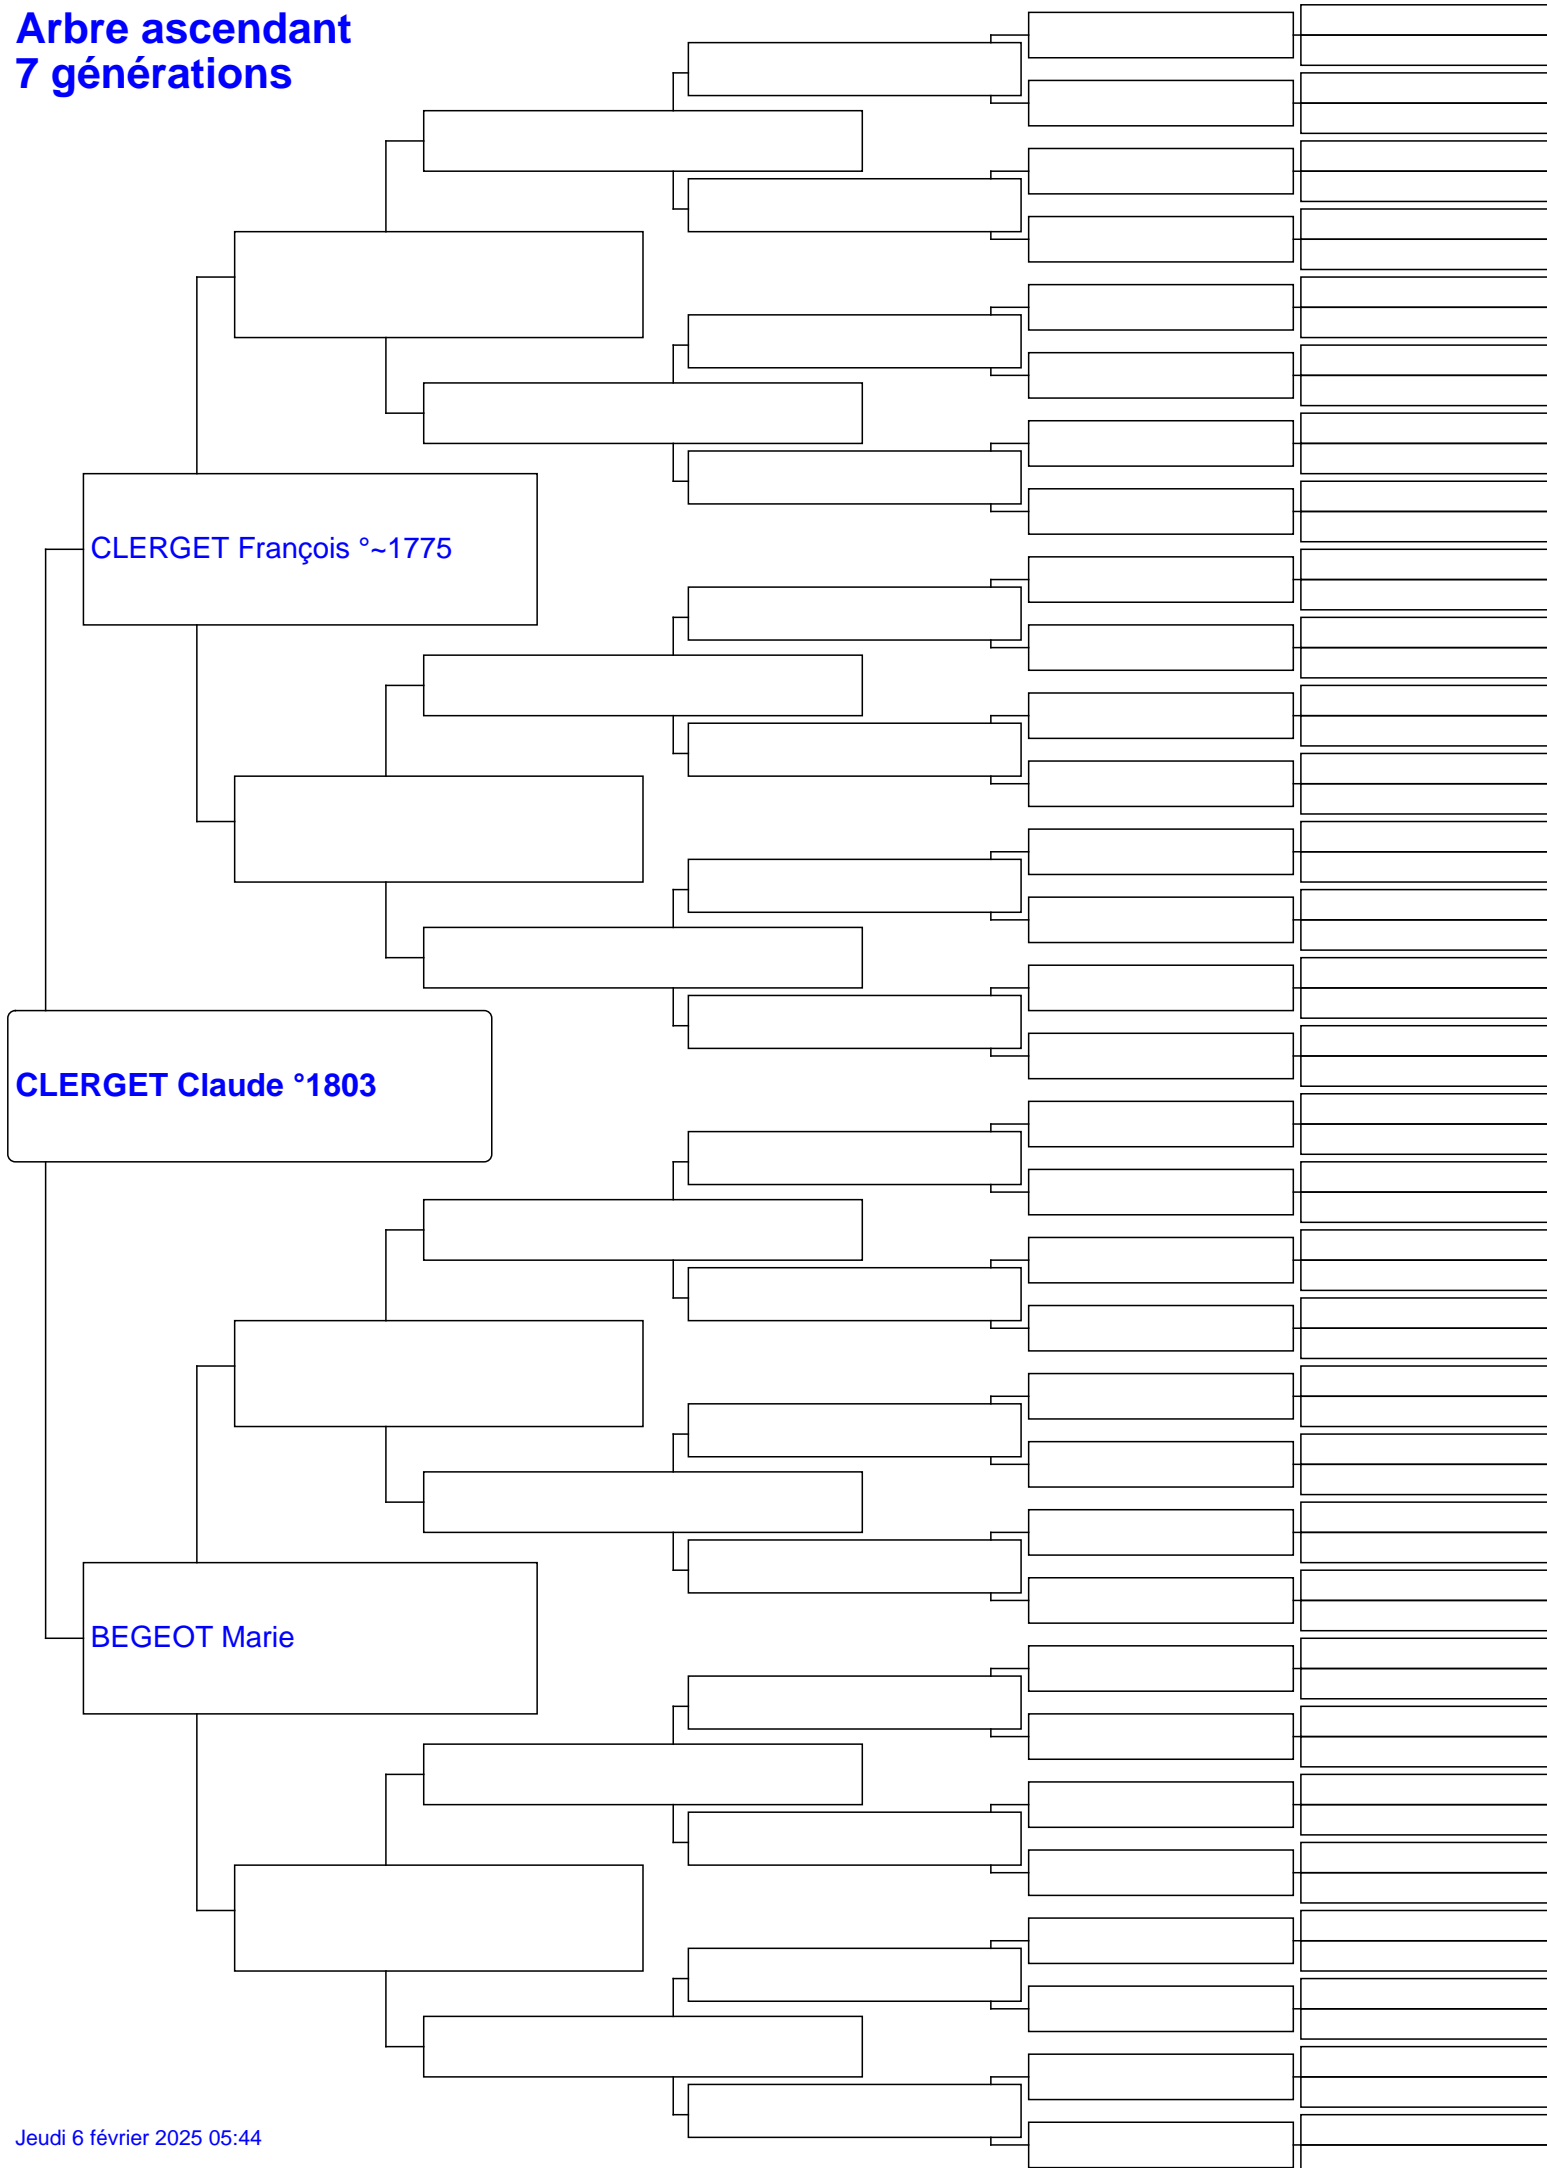 Arbre ascendant
7 générations
CLERGET François °~1775
CLERGET Claude °1803
BEGEOT Marie
Jeudi 6 février 2025 05:44